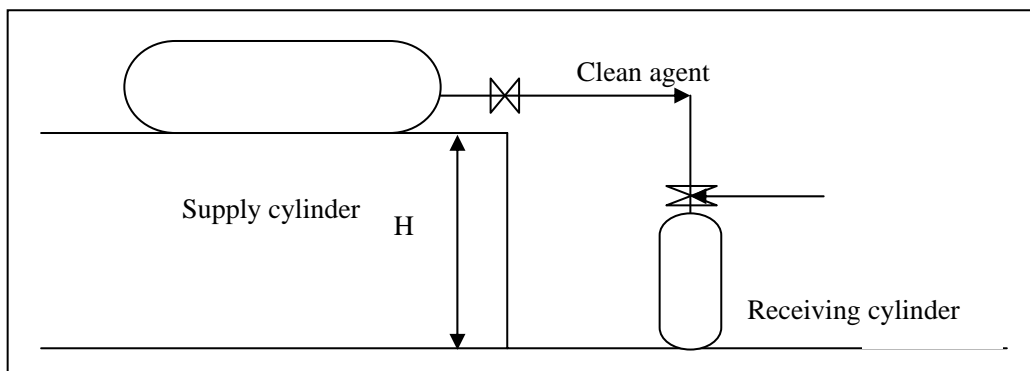 Clean agent
Supply cylinder
H
Receiving cylinder